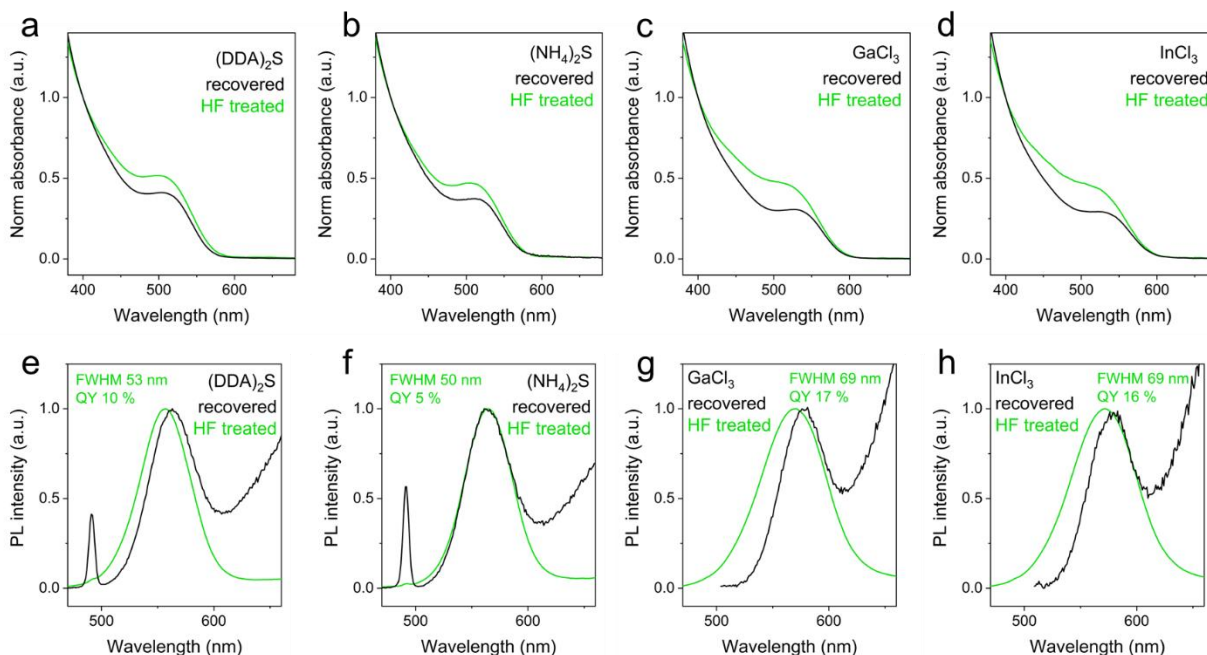 a
(DDA)2S
recovered
HF treated
Norm absorbance (a.u.)
1.0
0.5
0.0
400 500 600
Wavelength (nm)
b
(NH4)2S
recovered
HF treated
Norm absorbance (a.u.)
1.0
0.5
0.0
400 500 600
Wavelength (nm)
c
GaCl3
recovered
HF treated
Norm absorbance (a.u.)
1.0
0.5
0.0
400 500 600
Wavelength (nm)
d
InCl3
recovered
HF treated
Norm absorbance (a.u.)
1.0
0.5
0.0
400 500 600
Wavelength (nm)
e
FWHM 53 nm
QY 10 %
(DDA)2S
recovered
HF treated
PL intensity (a.u.)
1.0
0.5
0.0
500 600
Wavelength (nm)
f
FWHM 50 nm
QY 5 %
(NH4)2S
recovered
HF treated
PL intensity (a.u.)
1.0
0.5
0.0
500 600
Wavelength (nm)
g
GaCl3
recovered
HF treated
FWHM 69 nm
QY 17 %
PL intensity (a.u.)
1.0
0.5
0.0
500 600
Wavelength (nm)
h
InCl3
recovered
HF treated
FWHM 69 nm
QY 16 %
PL intensity (a.u.)
1.0
0.5
0.0
500 600
Wavelength (nm)